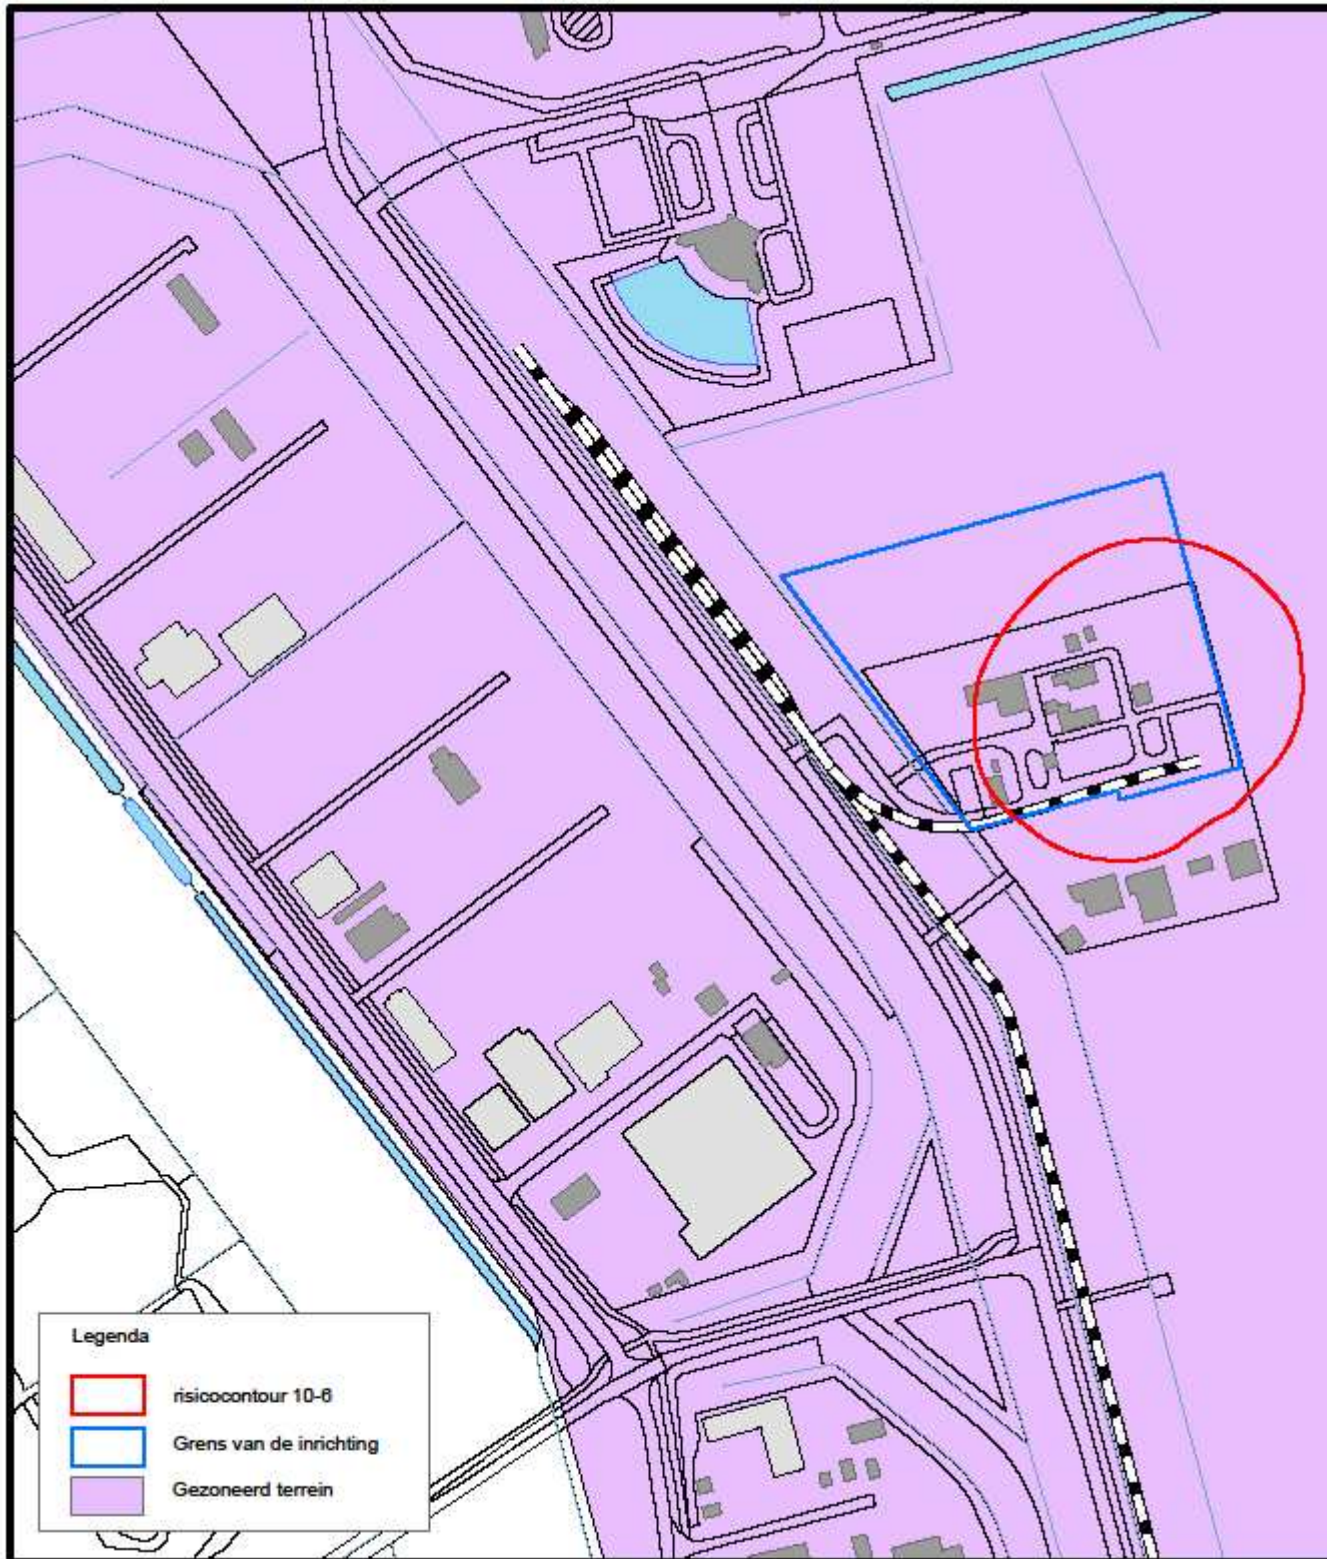 Legenda
risicocontour 10-6
Grens van de inrichting
Gezoneerd terrein